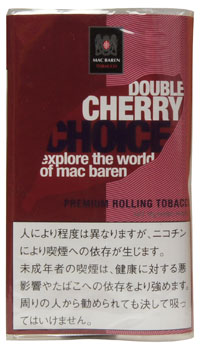 MAC BAREN
TOBACCO
DOUBLE
CHERRY
CHOICE
explore the world
of mac baren
PREMIUM ROLLING TOBACC
人により程度は異なりますが、ニコチン
により喫煙への依存が生じます。
未成年者の喫煙は、健康に対する悪
影響やたばこへの依存をより強めます。
周りの人から勧められても決して吸っ
てはいけません。